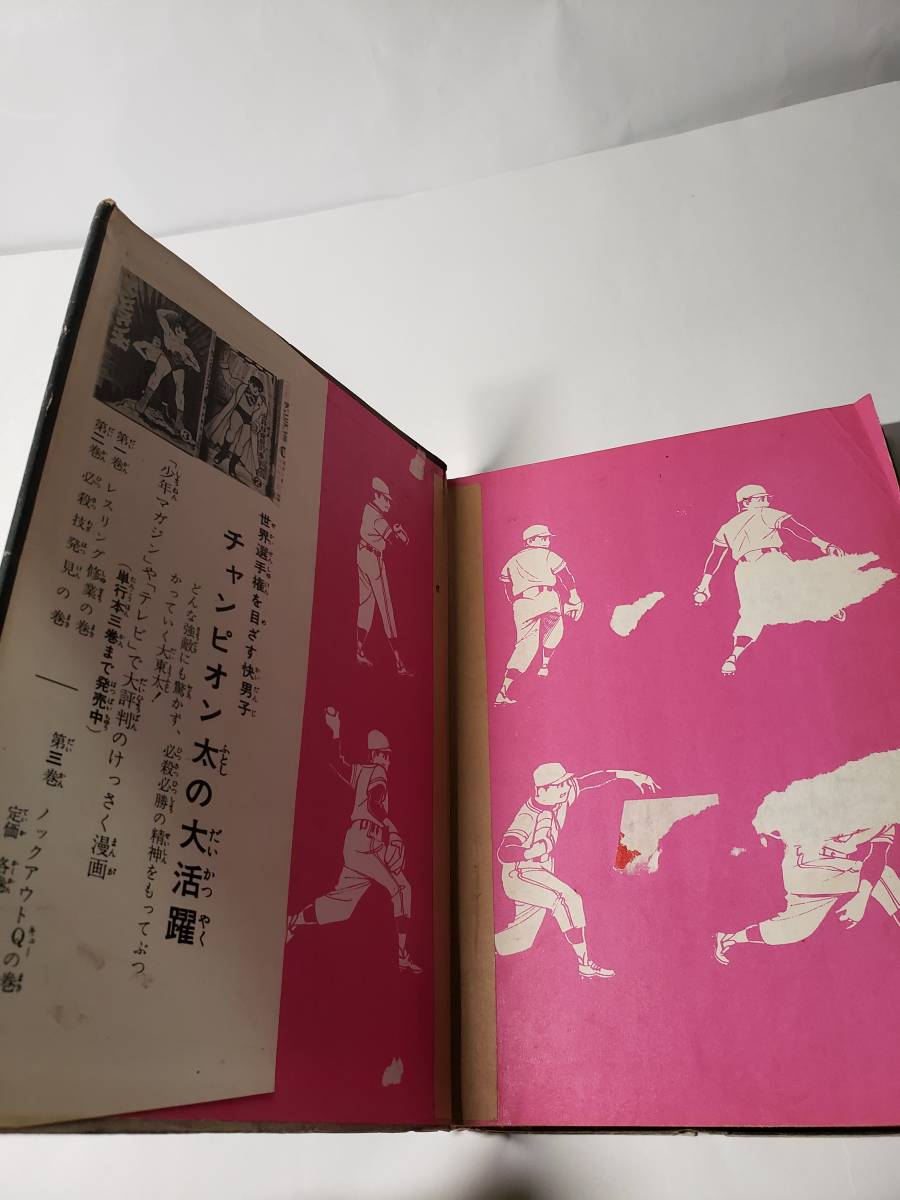 世界選手権を目ざす快男子
チャンピオン太の大活躍
どんな強敵にも驚かず、必殺必勝の精神をもってぶつ
かっていく大東太！
「少年マガジン」や「テレビ」で大評判のけっさく漫画
（単行本三巻まで発売中）
第一巻 レスリング修業の巻 ― 第三巻 ノックアウトQの巻
第二巻 必殺技発見の巻
定価 各
③
②